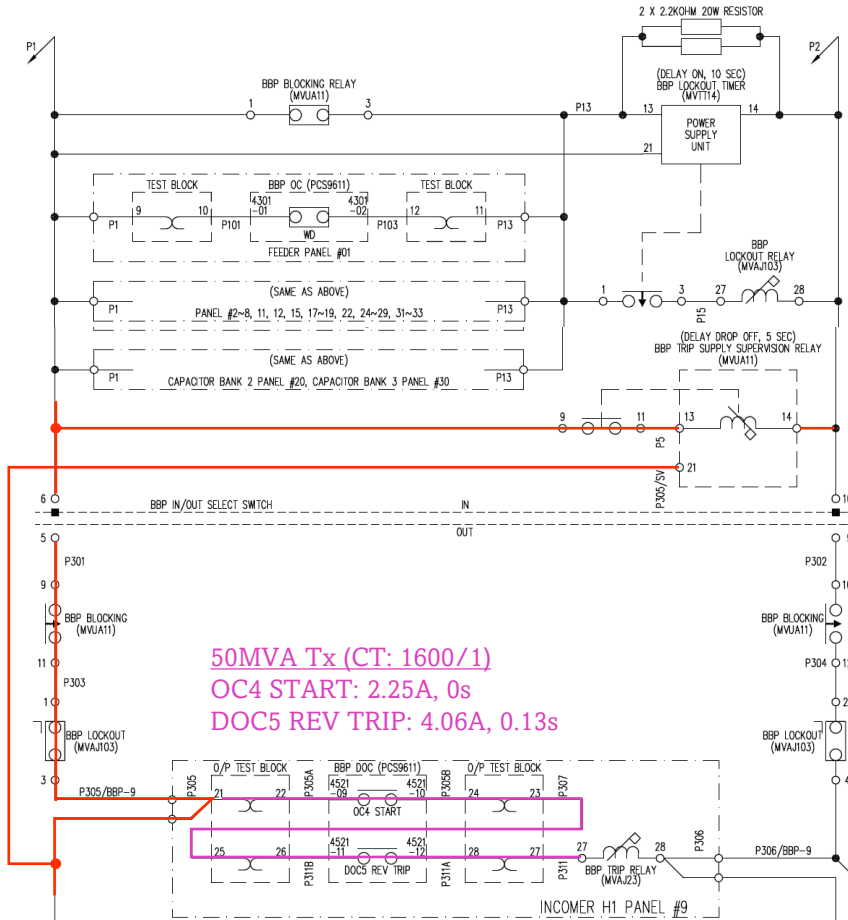 2 X 2.2KOHM 20W RESISTOR
P1
P2
BBP BLOCKING RELAY
(MVUA11)
1
3
P13
(DELAY ON, 10 SEC)
BBP LOCKOUT TIMER
(MVTT14)
13
14
POWER
SUPPLY
UNIT
21
TEST BLOCK
BBP OC (PCS9611)
TEST BLOCK
9
10
4301
-01
4301
-02
12
11
P1
P101
WD
P103
P13
FEEDER PANEL #01
BBP
LOCKOUT RELAY
(MVAJ103)
(SAME AS ABOVE)
P1
P13
PANEL #2~8, 11, 12, 15, 17~19, 22, 24~29, 31~33
1
3
P15
27
28
(SAME AS ABOVE)
P1
P13
CAPACITOR BANK 2 PANEL #20, CAPACITOR BANK 3 PANEL #30
(DELAY DROP OFF, 5 SEC)
BBP TRIP SUPPLY SUPERVISION RELAY
(MVUA11)
9
11
P5
13
14
21
P305/SV
6
BBP IN/OUT SELECT SWITCH
IN
10
OUT
5
9
P301
P302
9
10
BBP BLOCKING
(MVUA11)
BBP BLOCKING
(MVUA11)
11
P304
12
P303
1
2
BBP LOCKOUT
(MVAJ103)
BBP LOCKOUT
(MVAJ103)
3
4
50MVA Tx (CT: 1600/1)
OC4 START: 2.25A, 0s
DOC5 REV TRIP: 4.06A, 0.13s
O/P TEST BLOCK
BBP DOC (PCS9611)
O/P TEST BLOCK
P305/BBP-9
P305
21
22
P305A
4521
-09
4521
-10
P305B
24
23
P307
OC4 START
25
26
P311B
4521
-11
4521
-12
P311A
28
27
P311
27
28
P306
P306/BBP-9
DOC5 REV TRIP
BBP TRIP RELAY
(MVAJ23)
INCOMER H1 PANEL #9